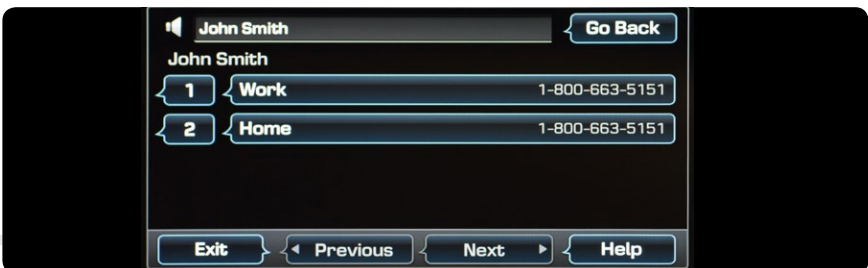 John Smith Go Back
John Smith
1 Work 1-800-663-5151
2 Home 1-800-663-5151
Exit Previous Next Help